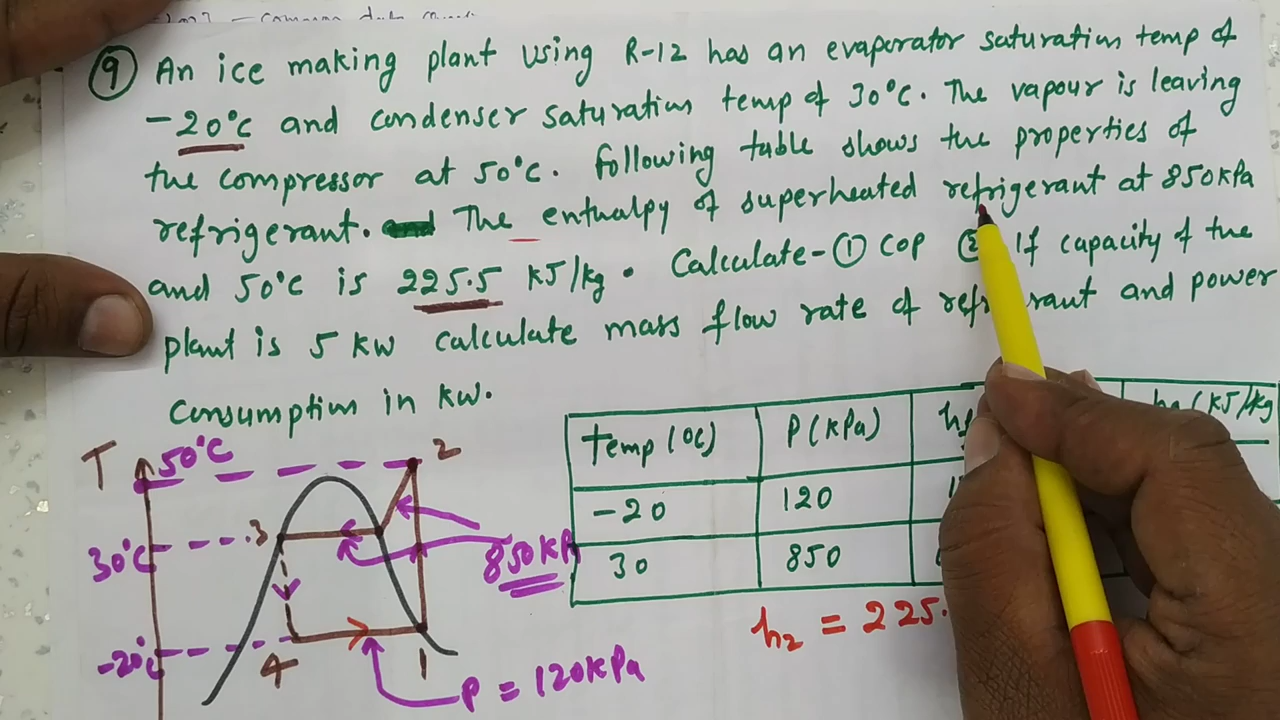 ⑨ An ice making plant using R-12 has an evaporator saturation temp of
-20°C and condenser saturation temp of 30°C. The vapour is leaving
the compressor at 50°C. Following table shows the properties of
refrigerant. The enthalpy of superheated refrigerant at 850 kPa
and 50°C is 225.5 KJ/kg. Calculate - ① COP ② If capacity of the
plant is 5 KW calculate mass flow rate of and power
consumption in kw.
temp (°C) P (kPa) (KJ/kg
-20 120
30 850
h2 = 225.
T 50°C 2
30°C 3
850 KP
-20°C 4 1
P = 120kPa